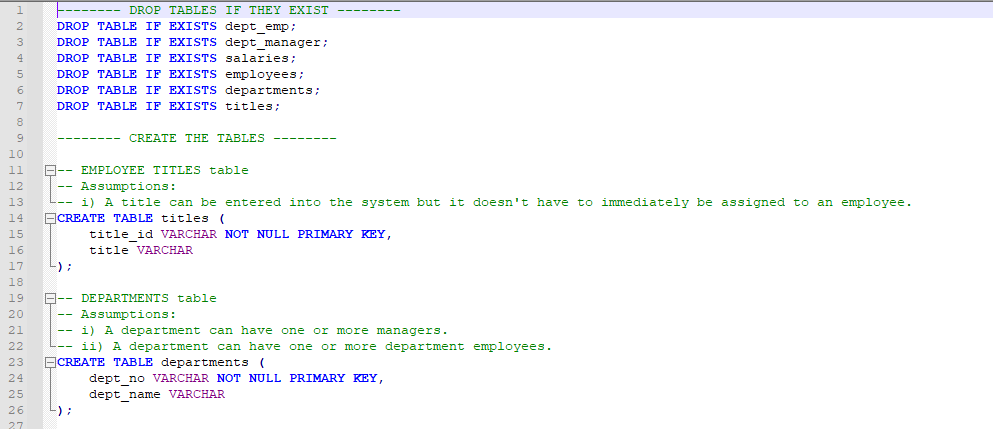 1 -------- DROP TABLES IF THEY EXIST --------
2 DROP TABLE IF EXISTS dept_emp;
3 DROP TABLE IF EXISTS dept_manager;
4 DROP TABLE IF EXISTS salaries;
5 DROP TABLE IF EXISTS employees;
6 DROP TABLE IF EXISTS departments;
7 DROP TABLE IF EXISTS titles;
8
9 -------- CREATE THE TABLES --------
10
11 -- EMPLOYEE TITLES table
12 -- Assumptions:
13 -- i) A title can be entered into the system but it doesn't have to immediately be assigned to an employee.
14 CREATE TABLE titles (
15     title_id VARCHAR NOT NULL PRIMARY KEY,
16     title VARCHAR
17 );
18
19 -- DEPARTMENTS table
20 -- Assumptions:
21 -- i) A department can have one or more managers.
22 -- ii) A department can have one or more department employees.
23 CREATE TABLE departments (
24     dept_no VARCHAR NOT NULL PRIMARY KEY,
25     dept_name VARCHAR
26 );
27